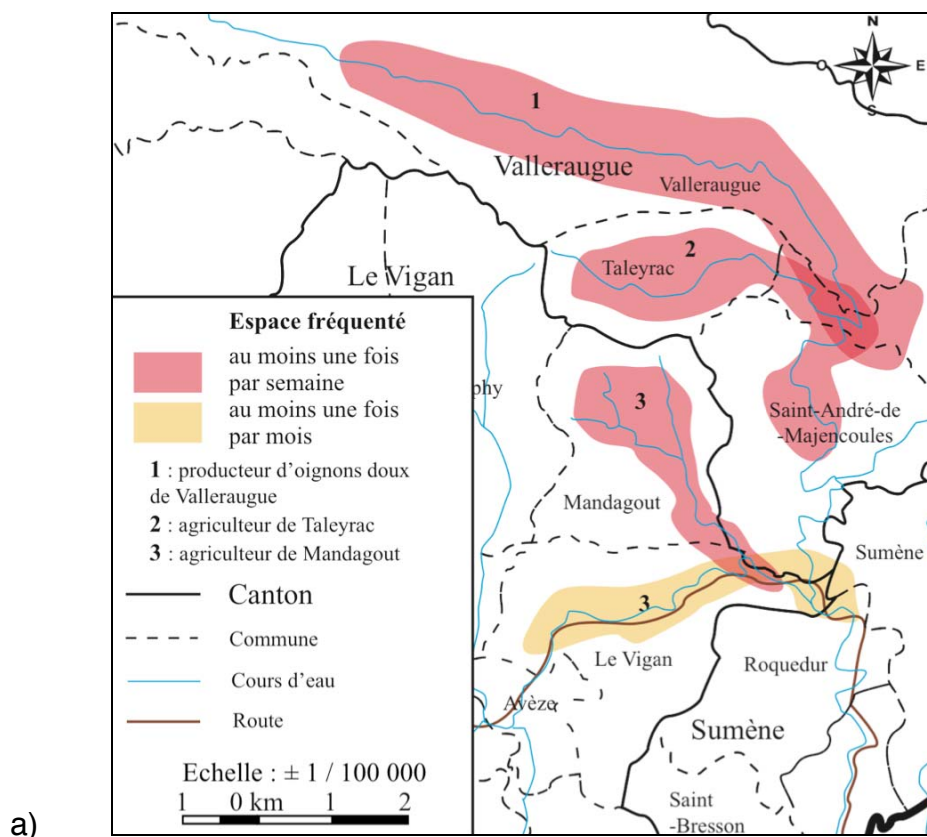 N
O
E
S
1
Valleraugue
Valleraugue
2
Taleyrac
Le Vigan
Espace fréquenté
au moins une fois
par semaine
au moins une fois
par mois
1 : producteur d'oignons doux
de Valleraugue
2 : agriculteur de Taleyrac
3 : agriculteur de Mandagout
Canton
Commune
Cours d'eau
Route
Echelle : ± 1 / 100 000
1 0 km 1 2
phy
3
Saint-André-de
-Majencoules
Mandagout
Sumène
3
Le Vigan
Roquedur
Avèze
Sumène
Saint
-Bresson
a)